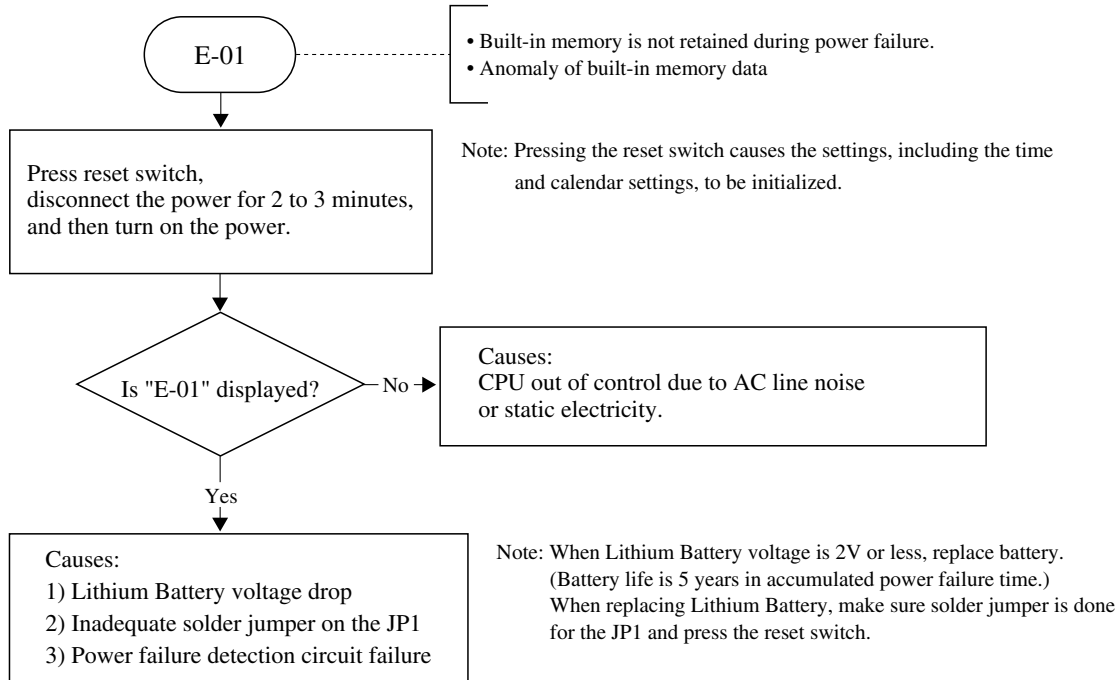 E-01
• Built-in memory is not retained during power failure.
• Anomaly of built-in memory data
Press reset switch,
disconnect the power for 2 to 3 minutes,
and then turn on the power.
Note: Pressing the reset switch causes the settings, including the time
and calendar settings, to be initialized.
Is "E-01" displayed?
No
Causes:
CPU out of control due to AC line noise
or static electricity.
Yes
Causes:
1) Lithium Battery voltage drop
2) Inadequate solder jumper on the JP1
3) Power failure detection circuit failure
Note: When Lithium Battery voltage is 2V or less, replace battery.
(Battery life is 5 years in accumulated power failure time.)
When replacing Lithium Battery, make sure solder jumper is done
for the JP1 and press the reset switch.